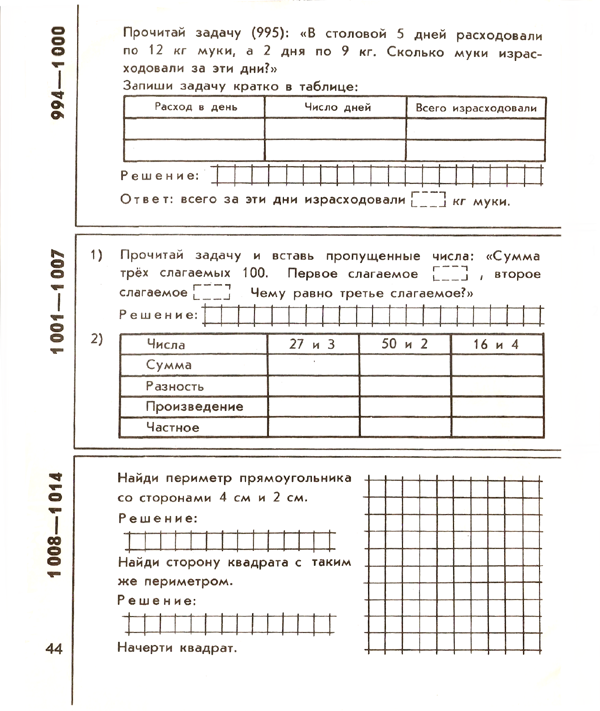 994—1000
Прочитай задачу (995): «В столовой 5 дней расходовали
по 12 кг муки, а 2 дня по 9 кг. Сколько муки израс-
ходовали за эти дни?»
Запиши задачу кратко в таблице:
Расход в день Число дней Всего израсходовали
Решение:
Ответ: всего за эти дни израсходовали кг муки.
1001—1007
1) Прочитай задачу и вставь пропущенные числа: «Сумма
трёх слагаемых 100. Первое слагаемое , второе
слагаемое Чему равно третье слагаемое?»
Решение:
2) Числа 27 и 3 50 и 2 16 и 4
Сумма
Разность
Произведение
Частное
1008—1014
Найди периметр прямоугольника
со сторонами 4 см и 2 см.
Решение:
Найди сторону квадрата с таким
же периметром.
Решение:
Начерти квадрат.
44